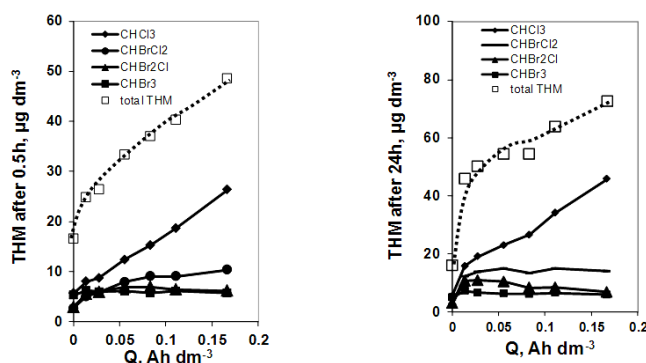 THM after 0.5h, µg dm-3
60
50
40
30
20
10
0
0
0.05
0.1
0.15
0.2
Q, Ah dm-3
CHCl3
CHBrCl2
CHBr2Cl
CHBr3
total THM
THM after 24h, µg dm-3
100
80
60
40
20
0
0
0.05
0.1
0.15
0.2
Q, Ah dm-3
CHCl3
CHBrCl2
CHBr2Cl
CHBr3
total THM